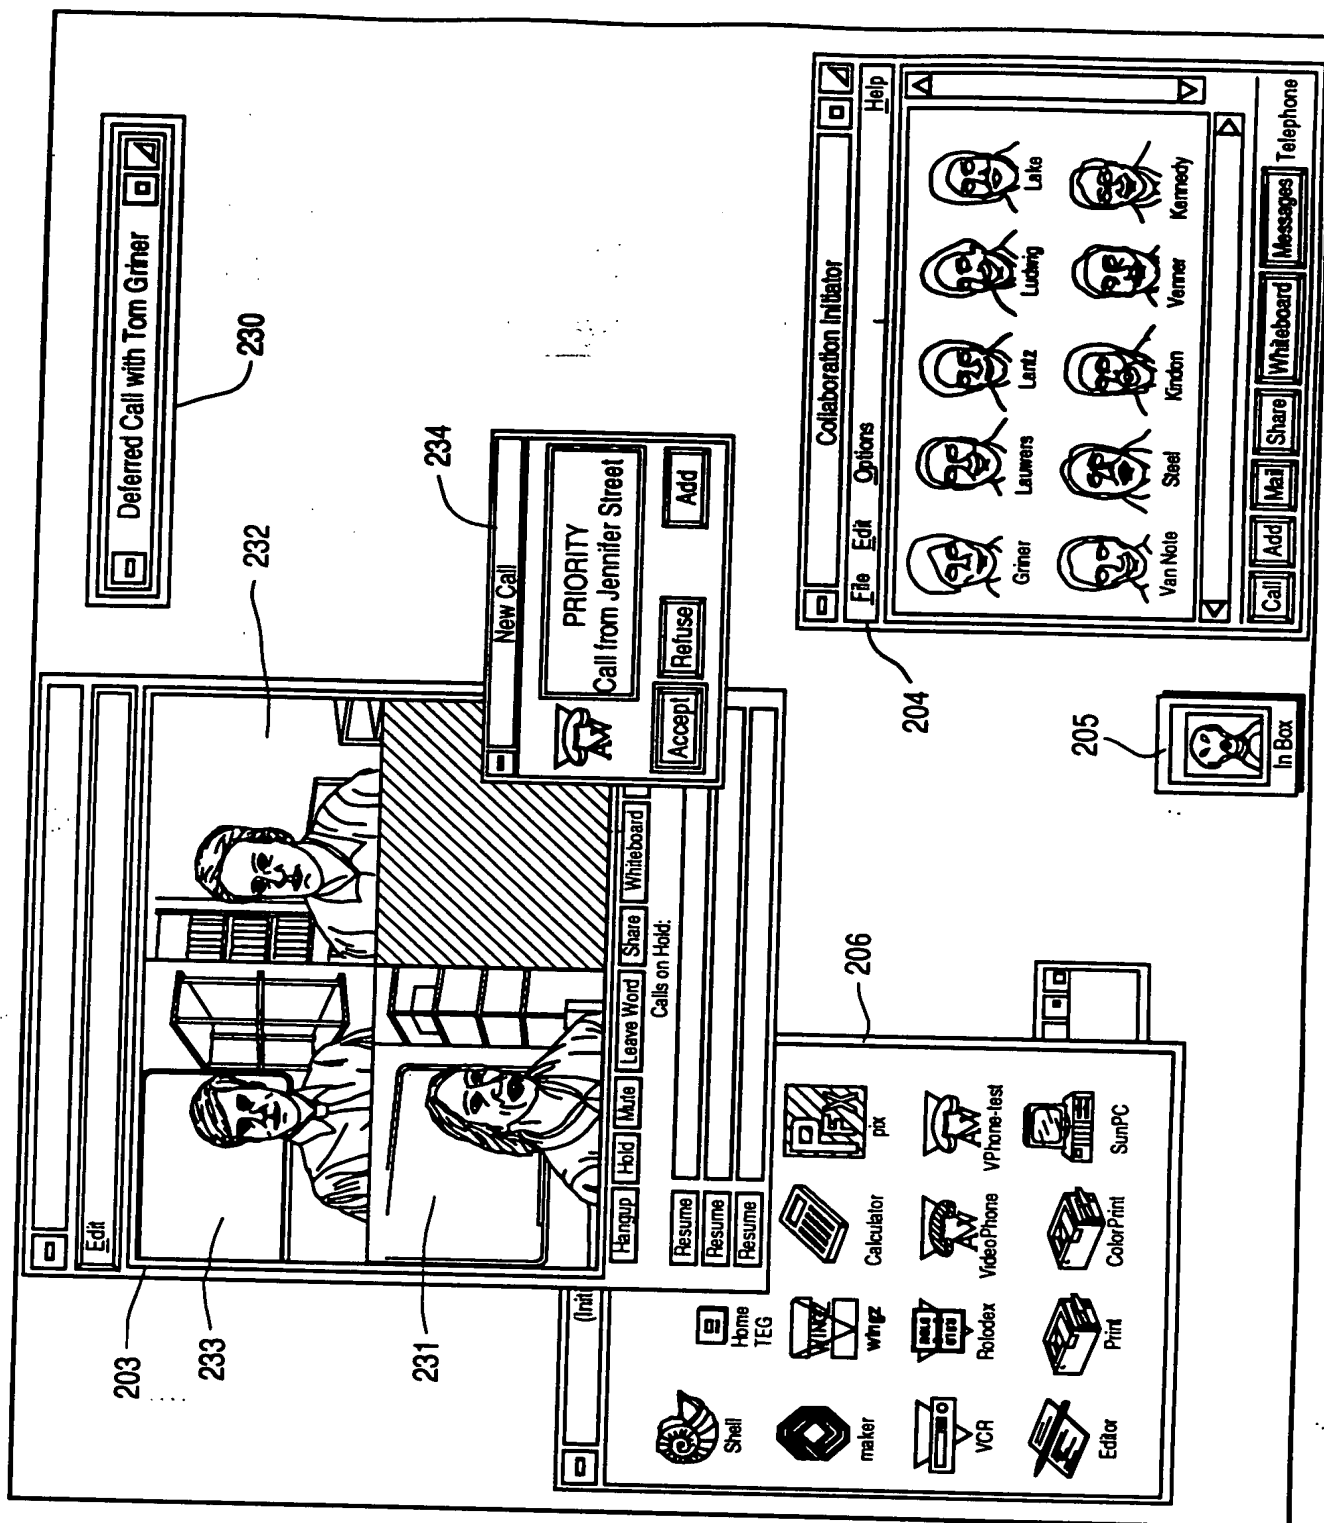 Edit
203
233
231
232
Hangup Hold Mute Leave Word Share Whiteboard
Calls on Hold:
Resume
Resume
Resume
Deferred Call with Tom Griner
230
New Call
PRIORITY
Call from Jennifer Street
Accept Refuse Add
234
(Init
Shell
Home
TEG
maker
wingz
Calculator
pix
VCR
Rolodex
VideoPhone
VPhone-test
Editor
Print
ColorPrint
SunPC
206
205
In Box
204
Collaboration Initiator
File Edit Options Help
Griner Lauwers Lantz Ludwig Lake
Van Note Steel Kindon Venner Kennedy
Call Add Mail Share Whiteboard Messages Telephone